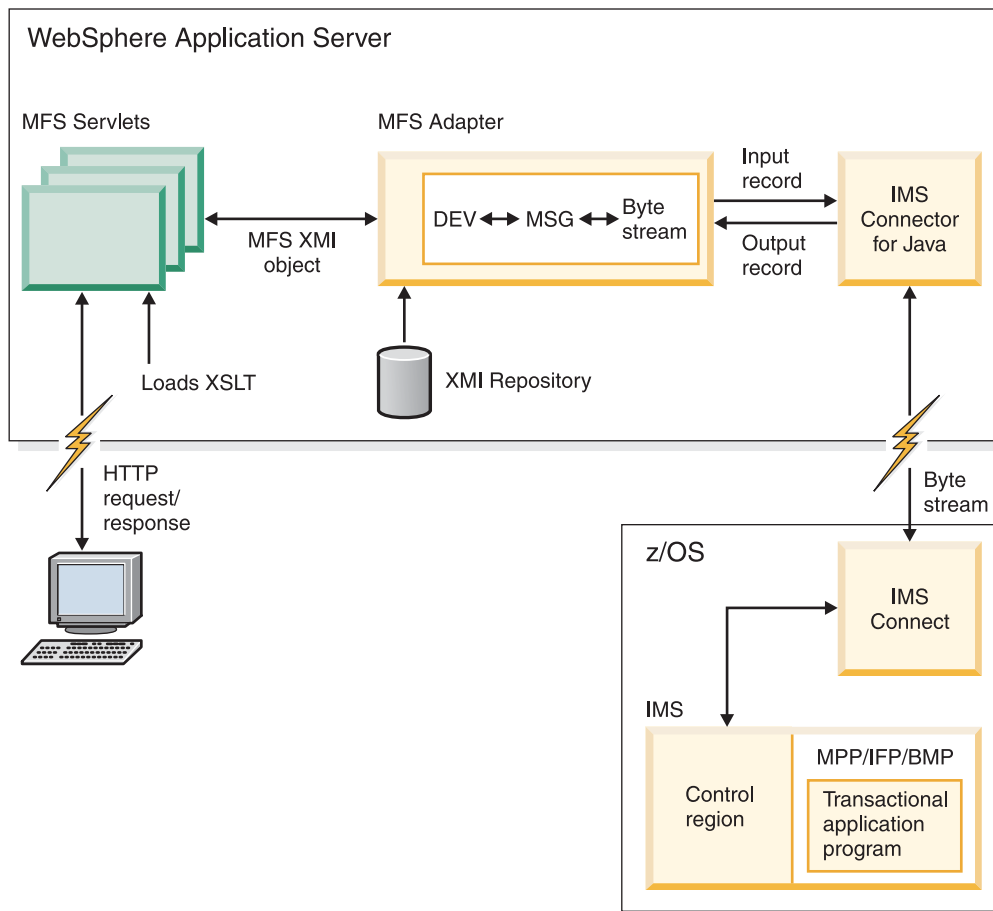 WebSphere Application Server
MFS Servlets
MFS Adapter
DEV
MSG
Byte
stream
MFS XMI
object
Input
record
Output
record
IMS
Connector
for Java
Loads XSLT
XMI Repository
HTTP
request/
response
Byte
stream
z/OS
IMS
Connect
IMS
Control
region
MPP/IFP/BMP
Transactional
application
program